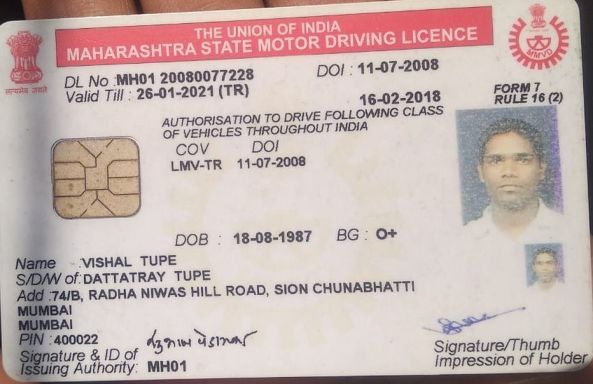 THE UNION OF INDIA
MAHARASHTRA STATE MOTOR DRIVING LICENCE
सत्यमेव जयते
MMVD
DL No : MH01 20080077228 DOI : 11-07-2008
Valid Till : 26-01-2021 (TR)
16-02-2018
FORM 7
RULE 16 (2)
AUTHORISATION TO DRIVE FOLLOWING CLASS
OF VEHICLES THROUGHOUT INDIA
COV DOI
LMV-TR 11-07-2008
DOB : 18-08-1987 BG : O+
Name : VISHAL TUPE
S/D/W of : DATTATRAY TUPE
Add : 74/B, RADHA NIWAS HILL ROAD, SION CHUNABHATTI
MUMBAI
MUMBAI
PIN : 400022
Signature & ID of
Issuing Authority: MH01
Signature/Thumb
Impression of Holder